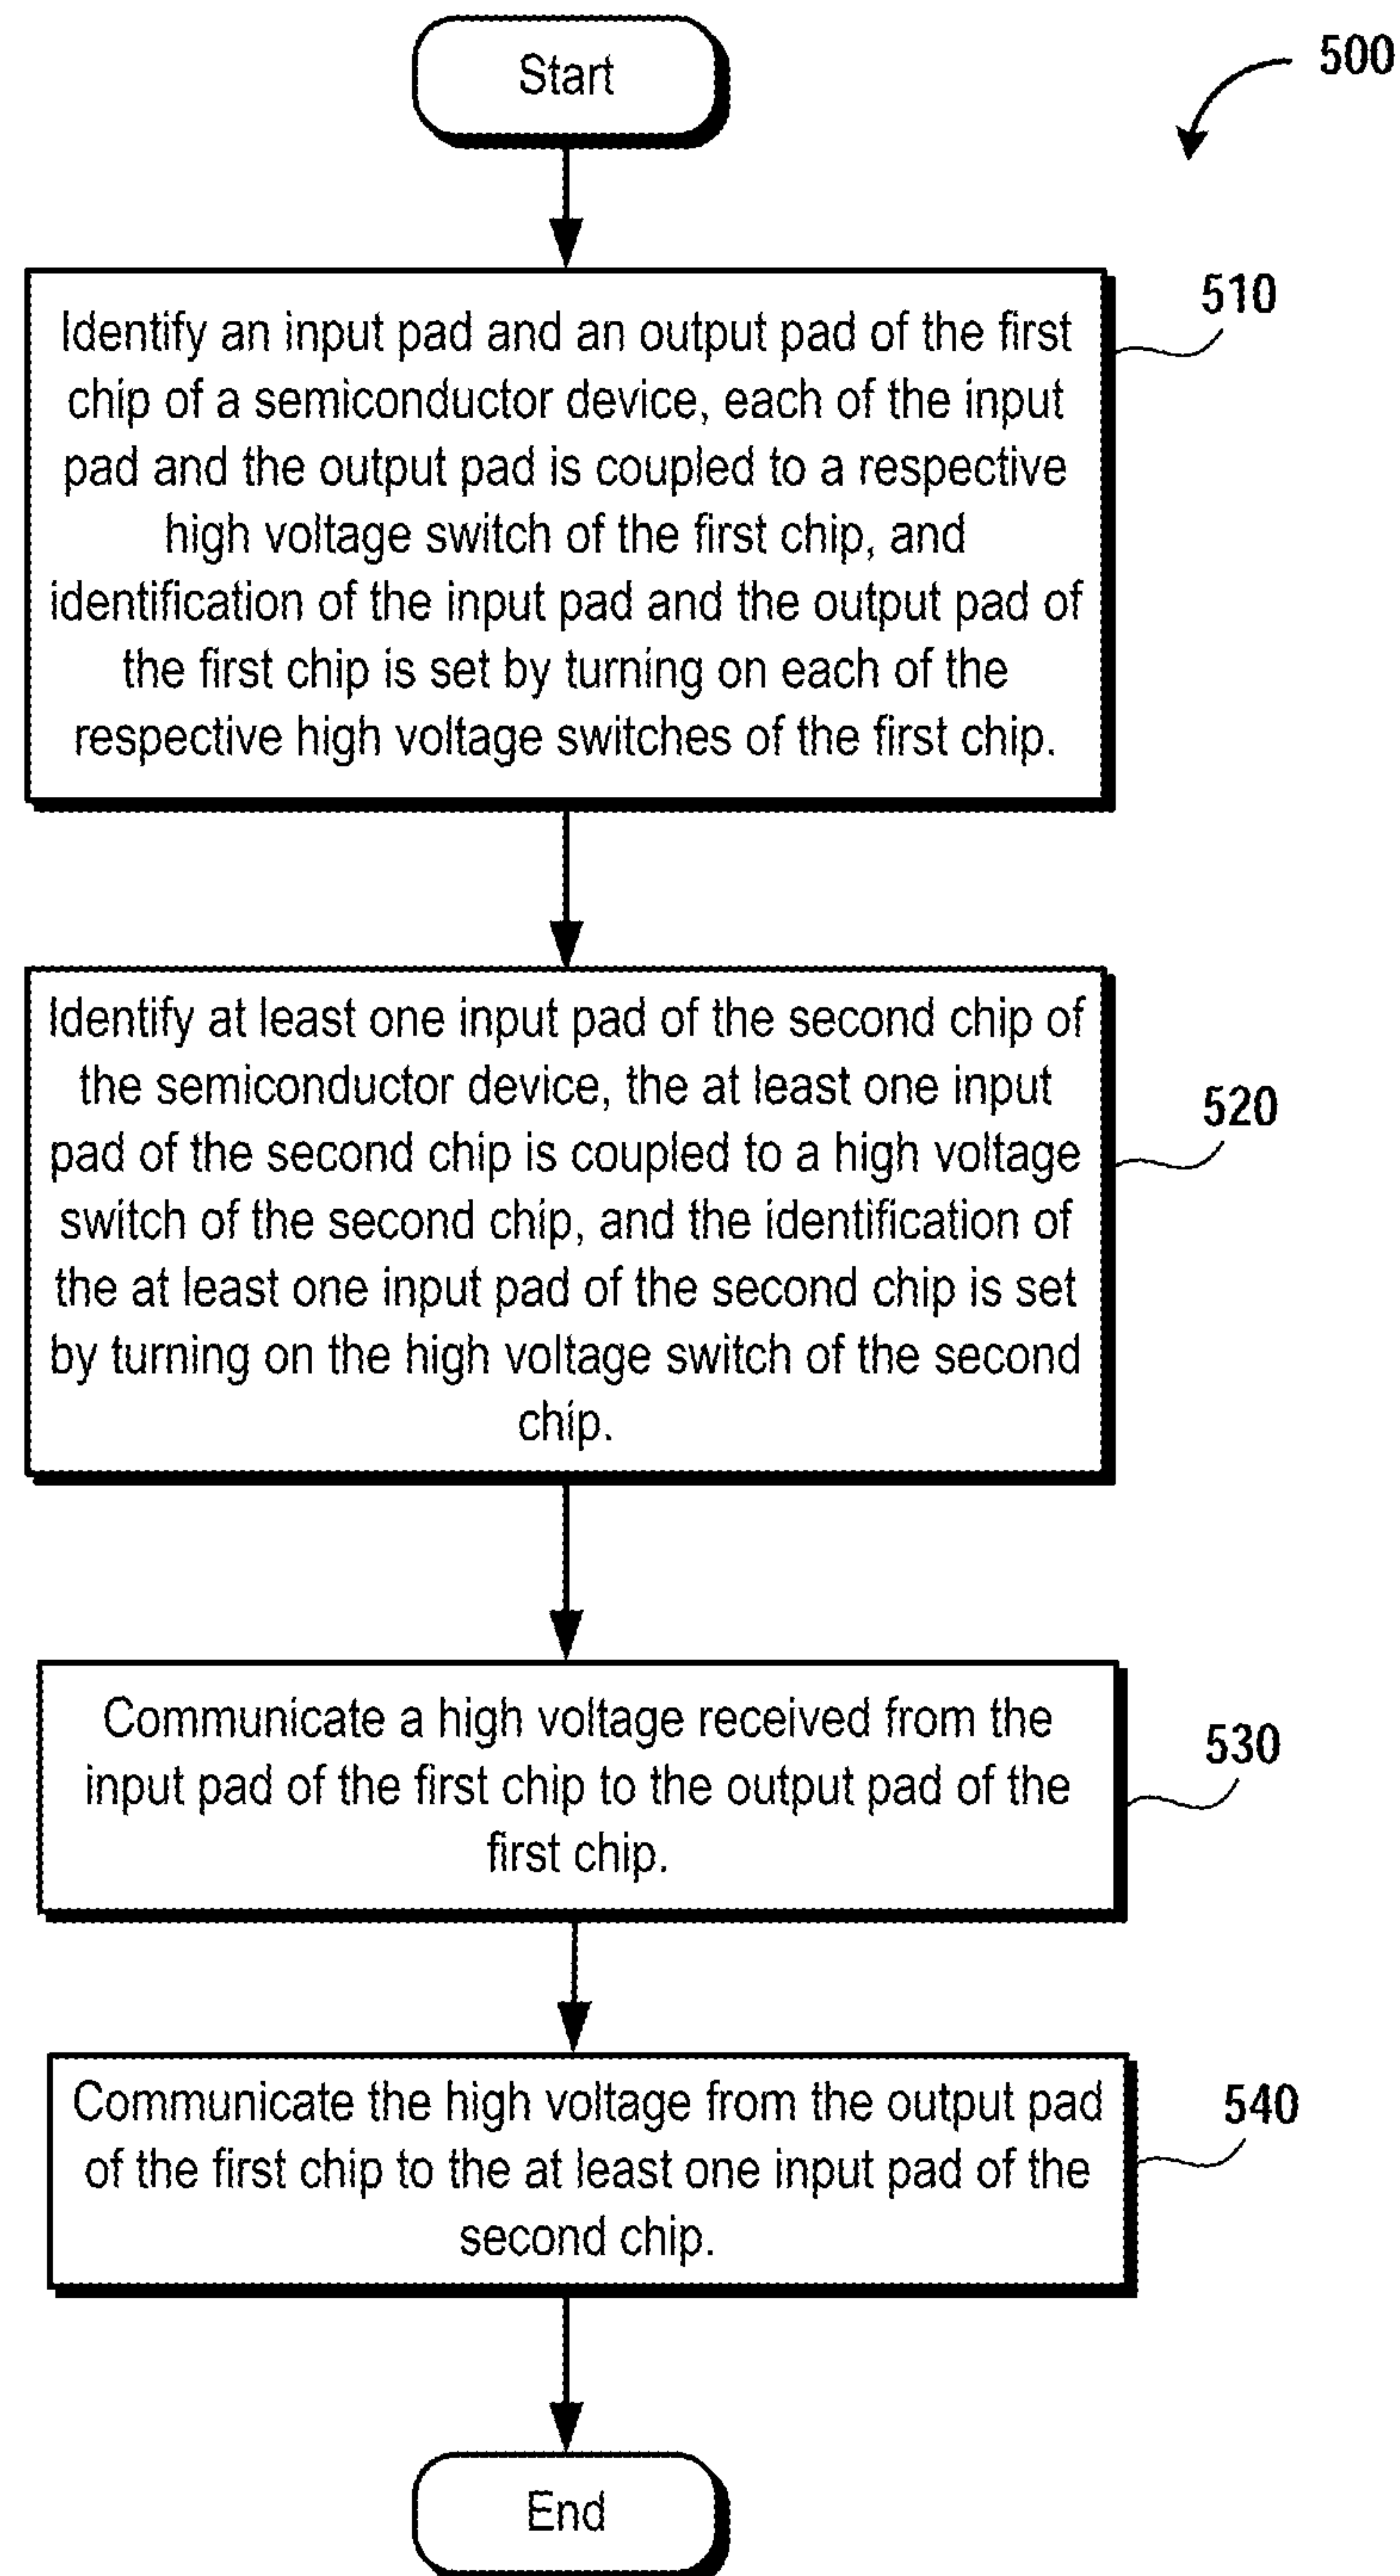 Start
500
Identify an input pad and an output pad of the first
chip of a semiconductor device, each of the input
pad and the output pad is coupled to a respective
high voltage switch of the first chip, and
identification of the input pad and the output pad of
the first chip is set by turning on each of the
respective high voltage switches of the first chip.
510
Identify at least one input pad of the second chip of
the semiconductor device, the at least one input
pad of the second chip is coupled to a high voltage
switch of the second chip, and the identification of
the at least one input pad of the second chip is set
by turning on the high voltage switch of the second
chip.
520
Communicate a high voltage received from the
input pad of the first chip to the output pad of the
first chip.
530
Communicate the high voltage from the output pad
of the first chip to the at least one input pad of the
second chip.
540
End